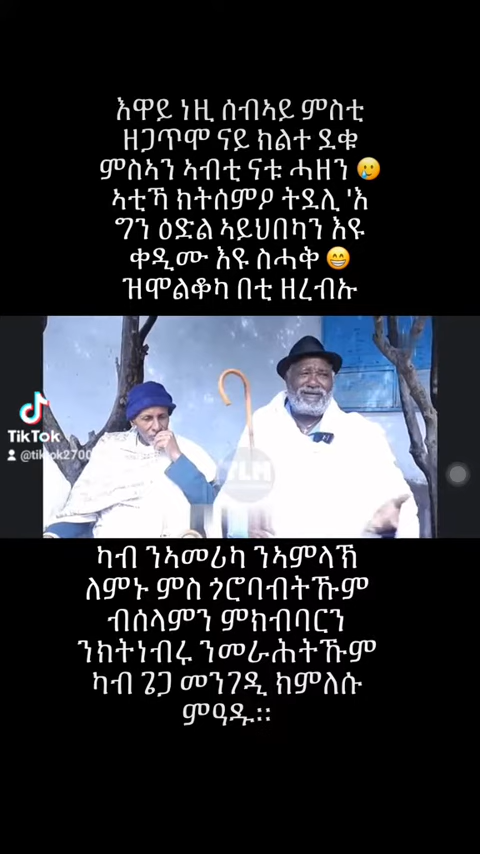 እዋይ ነዚ ሰብኣይ ምስቲ
ዘጋጥሞ ናይ ክልተ ደቁ
ምስኣን ኣብቲ ናቱ ሓዘን 🥲
ኣቲኻ ክትሰምዖ ትደሊ 'እ
ግን ዕድል ኣይህበካን እዩ
ቀዲሙ እዩ ስሓቅ 😁
ዝሞልቆካ በቲ ዘረብኡ
TLM
TikTok
ካብ ንኣመሪካ ንኣምላኽ
ለምኑ ምስ ጎሮባብትኹም
ብሰላምን ምክብባርን
ንክትነብሩ ንመራሕትኹም
ካብ ጌጋ መንገዲ ክምለሱ
ምዓዱ።